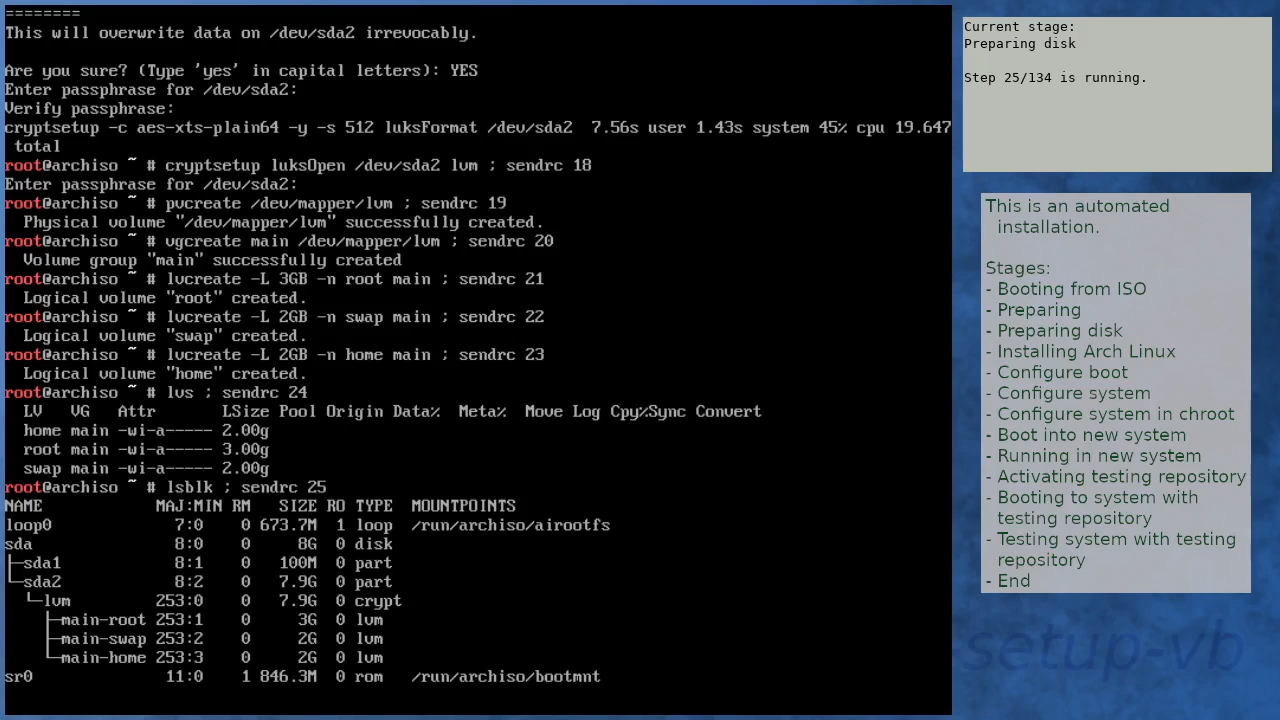 ========
This will overwrite data on /dev/sda2 irrevocably.
Are you sure? (Type 'yes' in capital letters): YES
Enter passphrase for /dev/sda2:
Verify passphrase:
cryptsetup -c aes-xts-plain64 -y -s 512 luksFormat /dev/sda2  7.56s user 1.43s system 45% cpu 19.647
 total
root@archiso ~ # cryptsetup luksOpen /dev/sda2 lvm ; sendrc 18
Enter passphrase for /dev/sda2:
root@archiso ~ # pvcreate /dev/mapper/lvm ; sendrc 19
  Physical volume "/dev/mapper/lvm" successfully created.
root@archiso ~ # vgcreate main /dev/mapper/lvm ; sendrc 20
  Volume group "main" successfully created
root@archiso ~ # lvcreate -L 3GB -n root main ; sendrc 21
  Logical volume "root" created.
root@archiso ~ # lvcreate -L 2GB -n swap main ; sendrc 22
  Logical volume "swap" created.
root@archiso ~ # lvcreate -L 2GB -n home main ; sendrc 23
  Logical volume "home" created.
root@archiso ~ # lvs ; sendrc 24
  LV   VG   Attr       LSize Pool Origin Data%  Meta%  Move Log Cpy%Sync Convert
  home main -wi-a----- 2.00g
  root main -wi-a----- 3.00g
  swap main -wi-a----- 2.00g
root@archiso ~ # lsblk ; sendrc 25
NAME            MAJ:MIN RM   SIZE RO TYPE  MOUNTPOINTS
loop0             7:0    0 673.7M  1 loop  /run/archiso/airootfs
sda               8:0    0     8G  0 disk
├─sda1            8:1    0   100M  0 part
└─sda2            8:2    0   7.9G  0 part
  └─lvm         253:0    0   7.9G  0 crypt
    ├─main-root 253:1    0     3G  0 lvm
    ├─main-swap 253:2    0     2G  0 lvm
    └─main-home 253:3    0     2G  0 lvm
sr0              11:0    1 846.3M  0 rom   /run/archiso/bootmnt
Current stage:
Preparing disk
Step 25/134 is running.
This is an automated
installation.
Stages:
- Booting from ISO
- Preparing
- Preparing disk
- Installing Arch Linux
- Configure boot
- Configure system
- Configure system in chroot
- Boot into new system
- Running in new system
- Activating testing repository
- Booting to system with
testing repository
- Testing system with testing
repository
- End
setup-vb